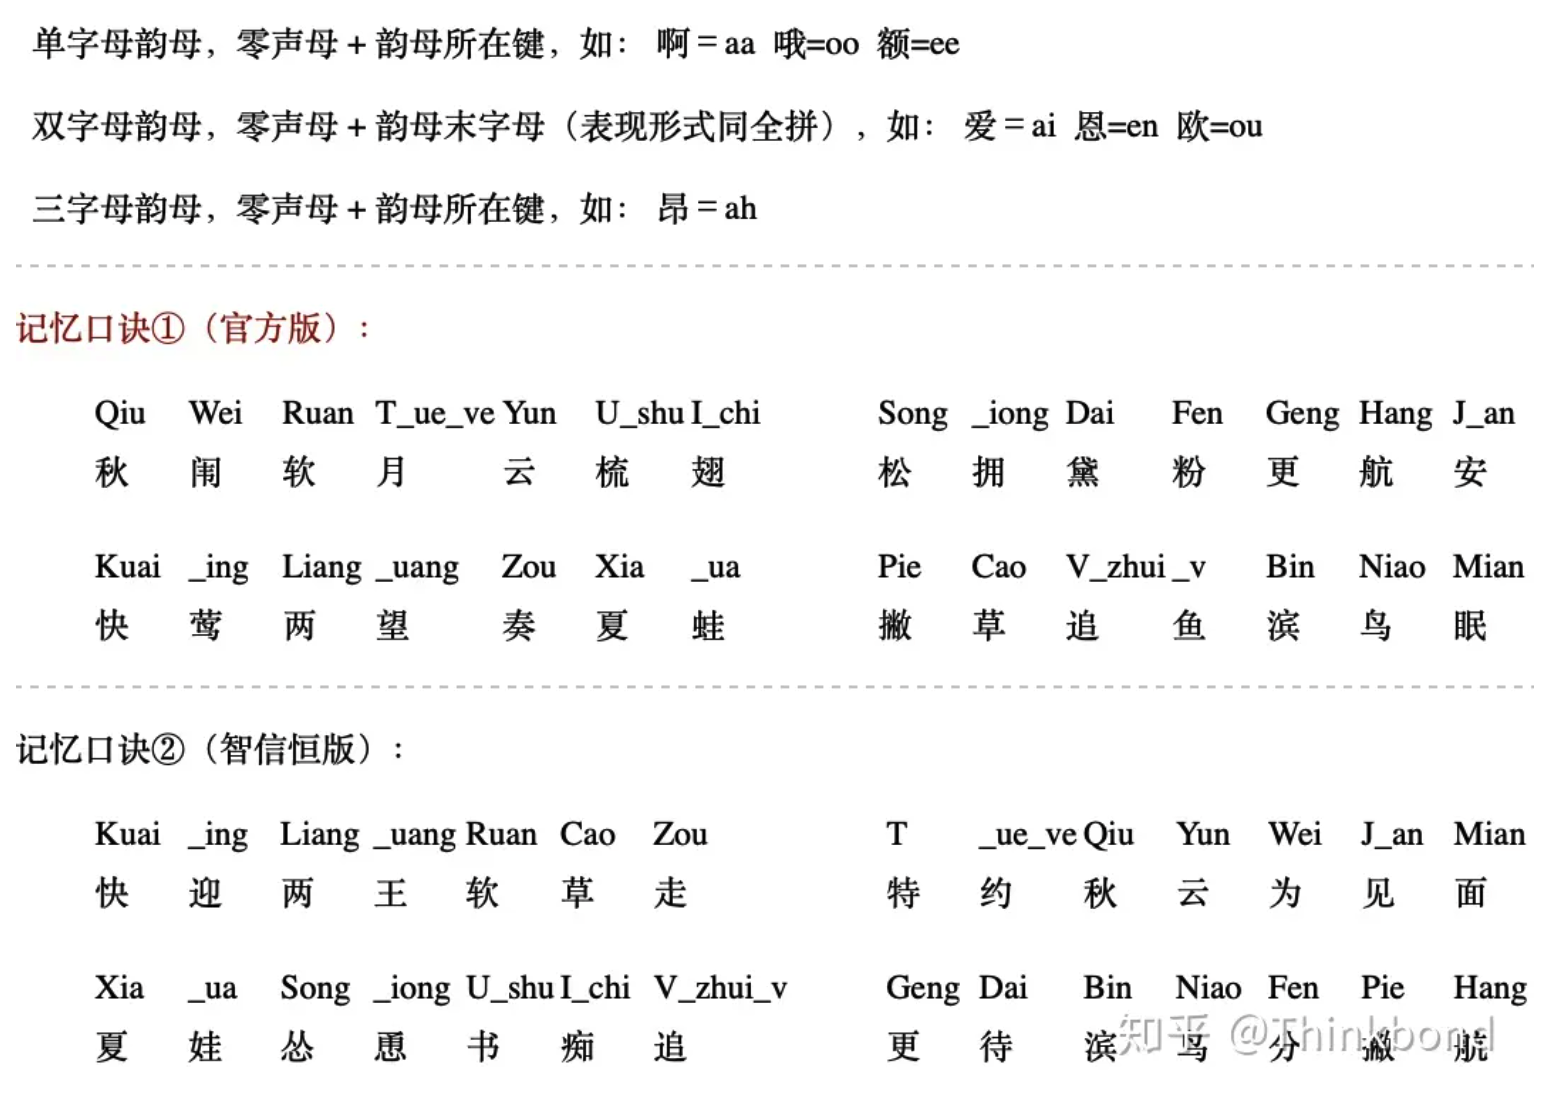 单字母韵母，零声母 + 韵母所在键，如： 啊 = aa 哦=oo 额=ee
双字母韵母，零声母 + 韵母末字母（表现形式同全拼），如： 爱 = ai 恩=en 欧=ou
三字母韵母，零声母 + 韵母所在键，如： 昂 = ah
记忆口诀①（官方版）：
Qiu Wei Ruan T_ue_ve Yun U_shu I_chi Song _iong Dai Fen Geng Hang J_an
秋 闱 软 月 云 梳 翅 松 拥 黛 粉 更 航 安
Kuai _ing Liang _uang Zou Xia _ua Pie Cao V_zhui _v Bin Niao Mian
快 莺 两 望 奏 夏 蛙 撇 草 追 鱼 滨 鸟 眠
记忆口诀②（智信恒版）：
Kuai _ing Liang _uang Ruan Cao Zou T _ue_ve Qiu Yun Wei J_an Mian
快 迎 两 王 软 草 走 特 约 秋 云 为 见 面
Xia _ua Song _iong U_shu I_chi V_zhui_v Geng Dai Bin Niao Fen Pie Hang
夏 娃 怂 恿 书 痴 追 更 待 滨 鸟 分 撇 航
知乎 @Thinkbond